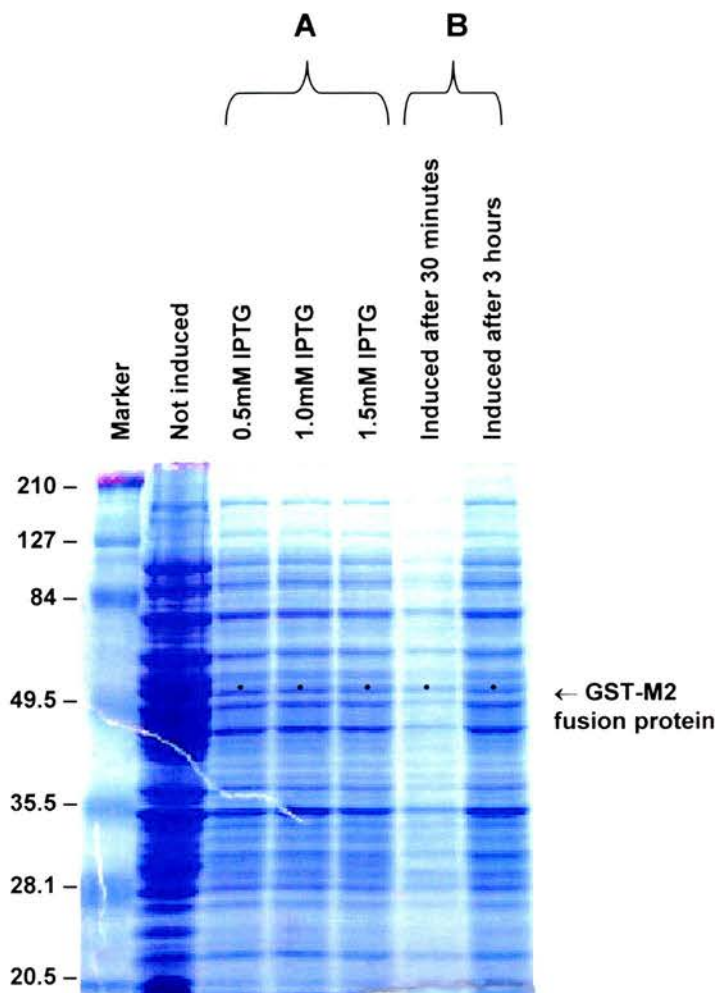 A
B
Marker
Not induced
0.5mM IPTG
1.0mM IPTG
1.5mM IPTG
Induced after 30 minutes
Induced after 3 hours
210 –
127 –
84 –
49.5 –
35.5 –
28.1 –
20.5 –
← GST-M2
fusion protein